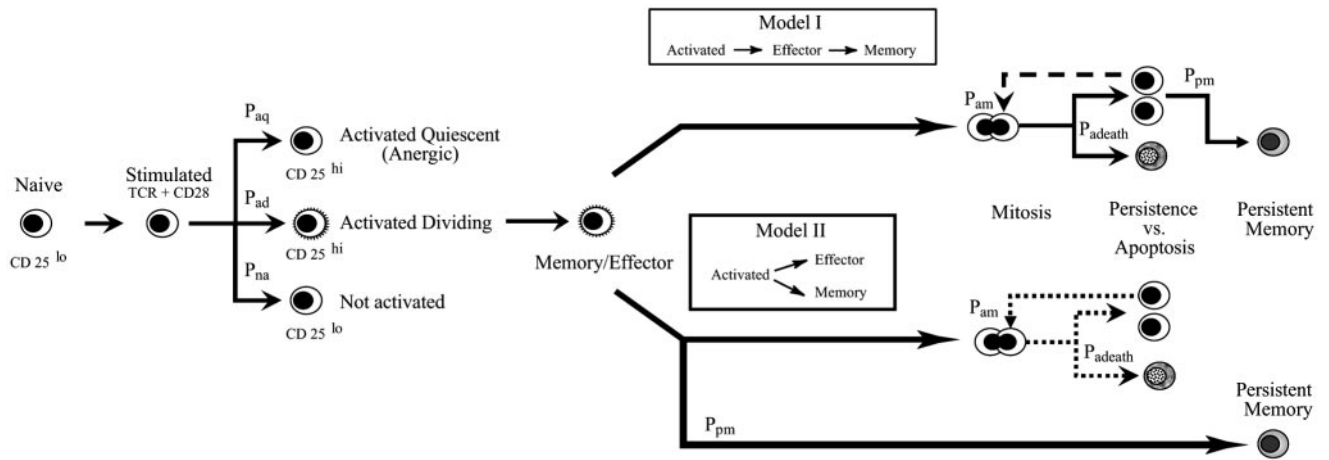 Model I
Activated Effector Memory
Naive
CD 25 lo
Stimulated
TCR + CD28
Paq
Activated Quiescent
(Anergic)
CD 25 hi
Pad
Activated Dividing
CD 25 hi
Pna
Not activated
CD 25 lo
Memory/Effector
Pam
Padeath
Ppm
Mitosis
Persistence
vs.
Apoptosis
Persistent
Memory
Model II
Activated
Effector
Memory
Pam
Padeath
Ppm
Persistent
Memory